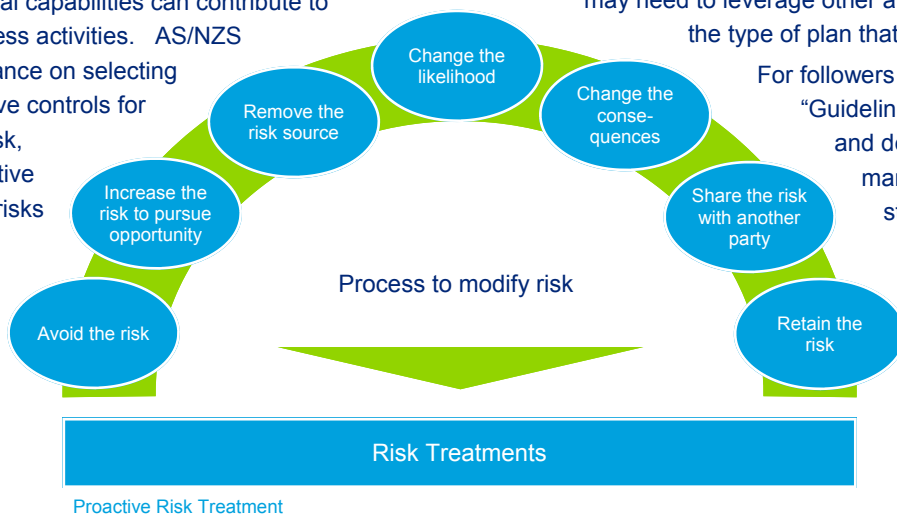 al capabilities can contribute to
ess activities. AS/NZS
ance on selecting
ve controls for
sk,
tive
risks
may need to leverage other a
the type of plan that
For followers
“Guidelin
and de
st
Avoid the risk
Increase the
risk to pursue
opportunity
Remove the
risk source
Change the
likelihood
Change the
conse-
quences
Share the risk
with another
party
Retain the
risk
Process to modify risk
Risk Treatments
Proactive Risk Treatment